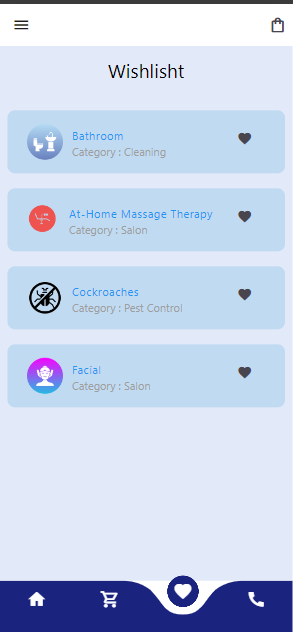 Wishlisht
Bathroom
Category : Cleaning
At-Home Massage Therapy
Category : Salon
Cockroaches
Category : Pest Control
Facial
Category : Salon